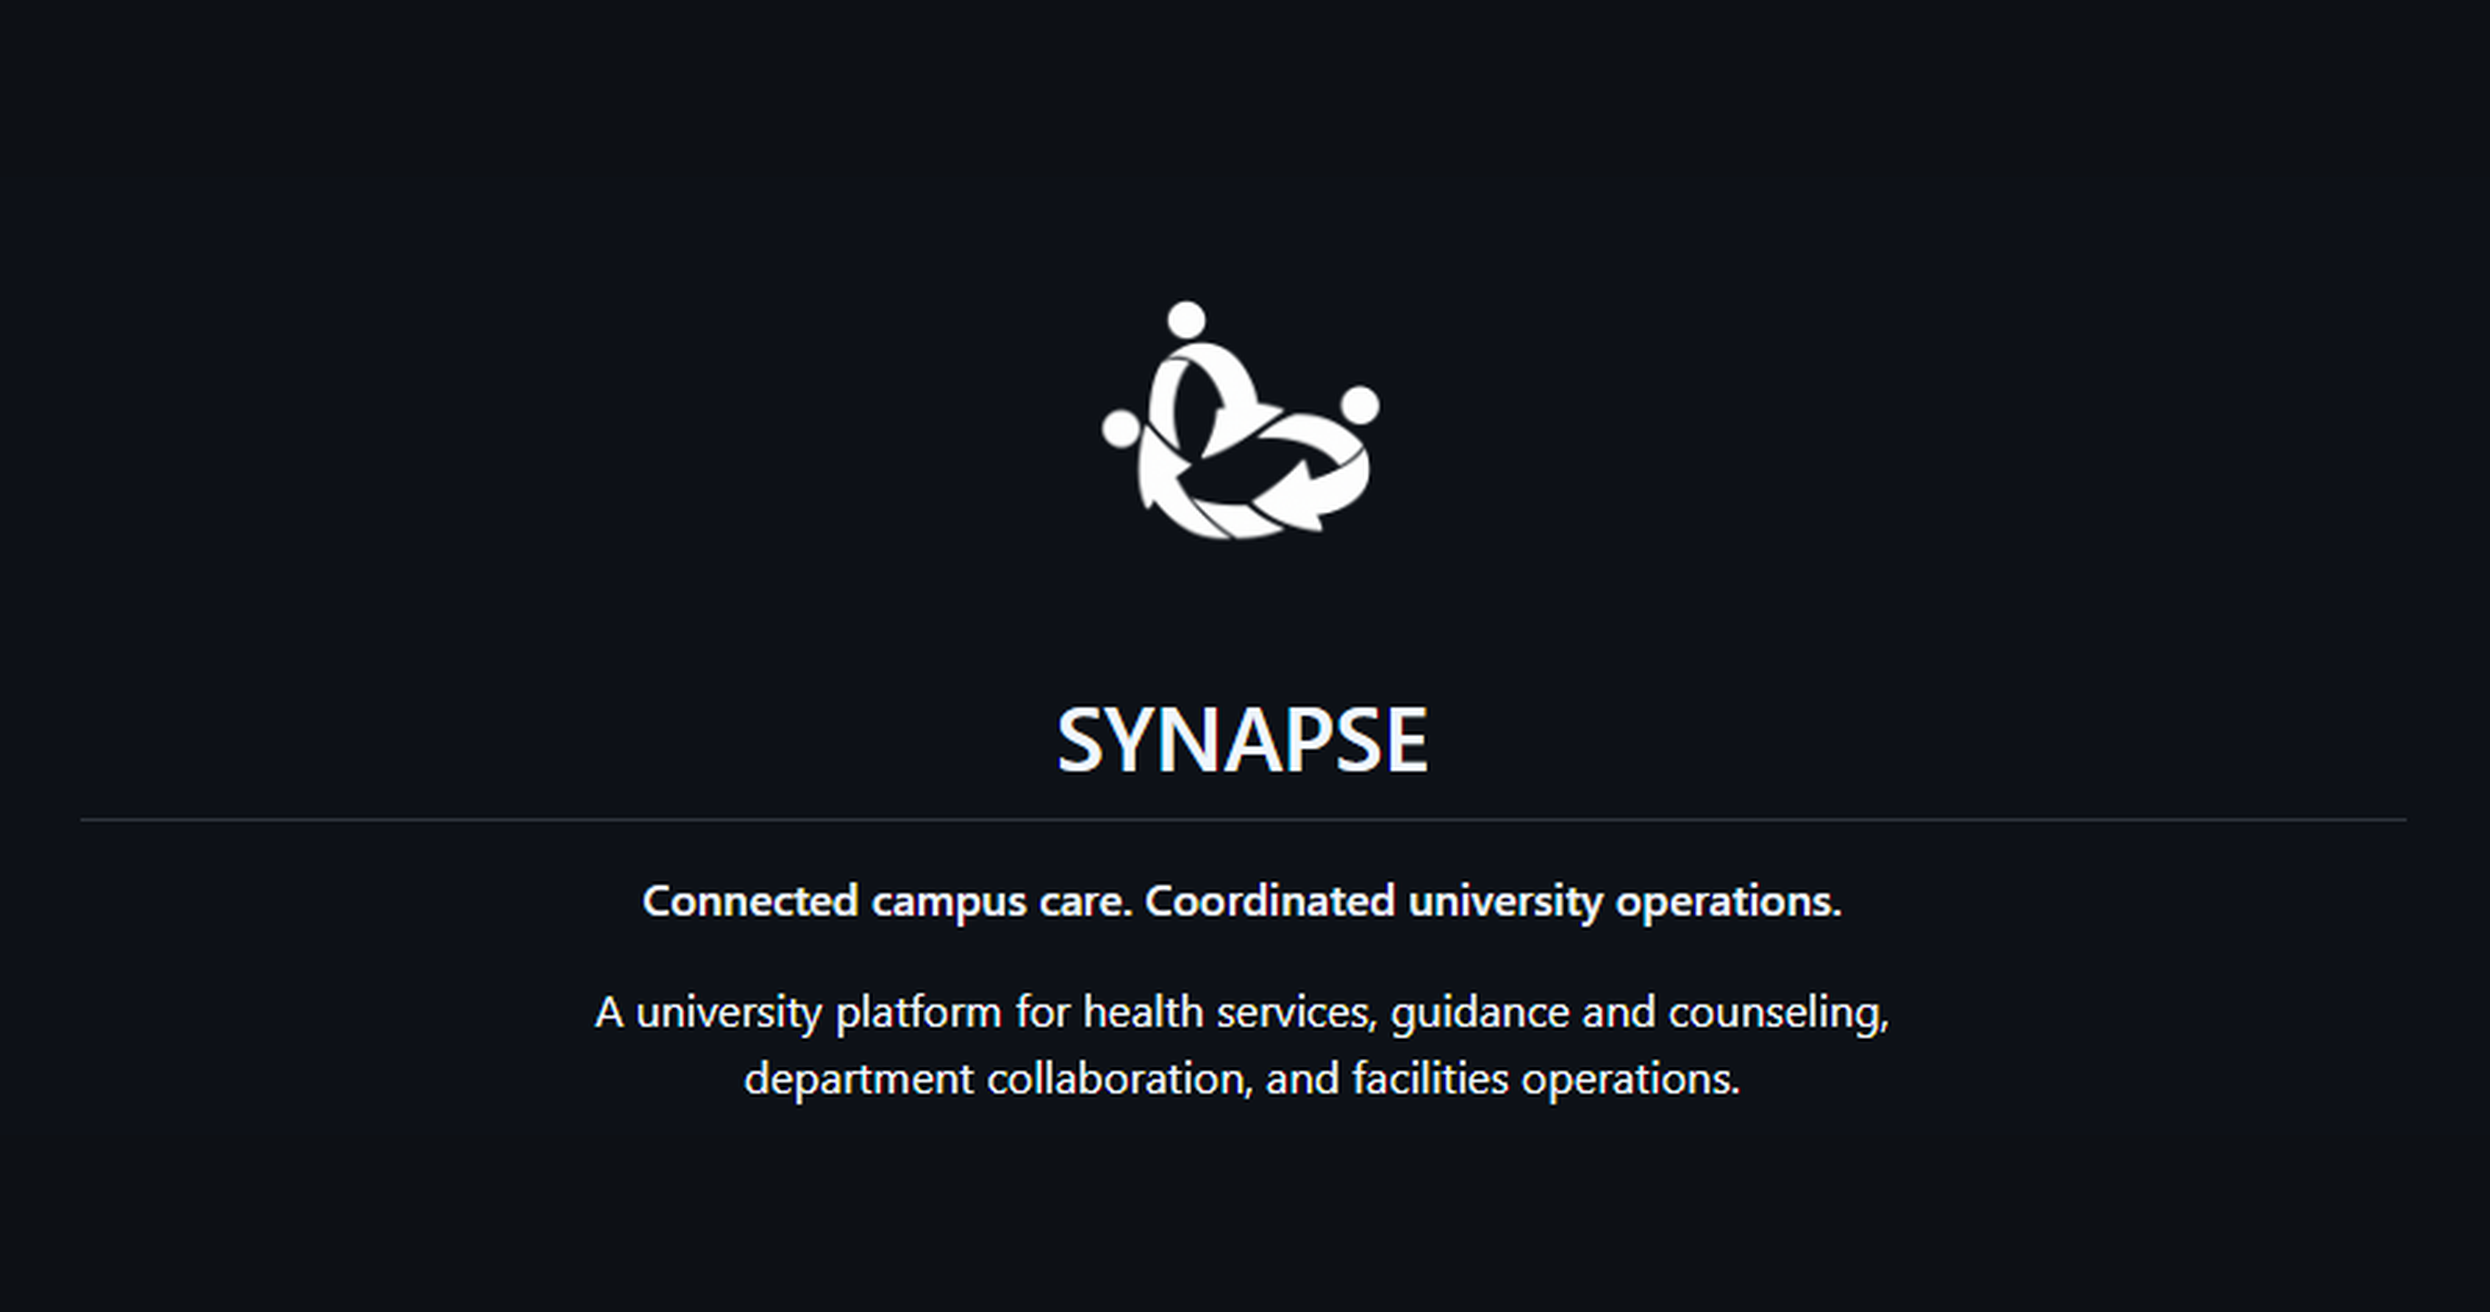 SYNAPSE
Connected campus care. Coordinated university operations.
A university platform for health services, guidance and counseling,
department collaboration, and facilities operations.